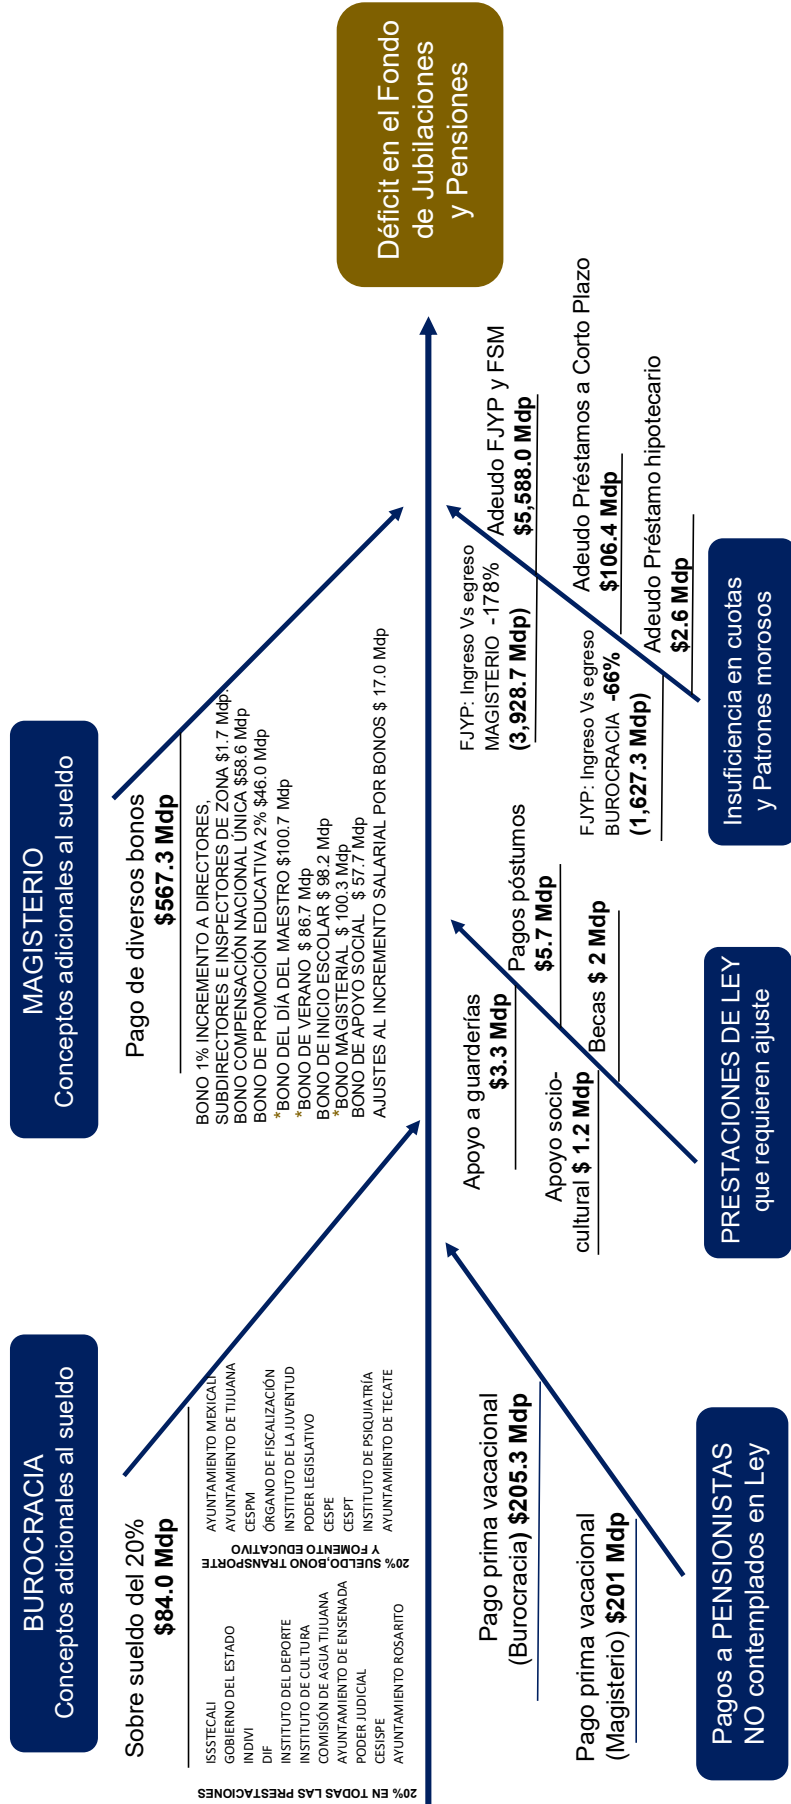 BUROCRACIA
Conceptos adicionales al sueldo
Sobre sueldo del 20%
$84.0 Mdp
20% EN TODAS LAS PRESTACIONES
ISSSTECALI
GOBIERNO DEL ESTADO
INDIVI
DIF
INSTITUTO DEL DEPORTE
INSTITUTO DE CULTURA
COMISIÓN DE AGUA TIJUANA
AYUNTAMIENTO DE ENSENADA
PODER JUDICIAL
CESISPE
AYUNTAMIENTO ROSARITO
20% SUELDO,BONO TRANSPORTE
Y FOMENTO EDUCATIVO
AYUNTAMIENTO MEXICALI
AYUNTAMIENTO DE TIJUANA
CESPM
ÓRGANO DE FISCALIZACIÓN
INSTITUTO DE LA JUVENTUD
PODER LEGISLATIVO
CESPE
CESPT
INSTITUTO DE PSIQUIATRÍA
AYUNTAMIENTO DE TECATE
MAGISTERIO
Conceptos adicionales al sueldo
Pago de diversos bonos
$567.3 Mdp
BONO 1% INCREMENTO A DIRECTORES,
SUBDIRECTORES E INSPECTORES DE ZONA $1.7 Mdp.
BONO COMPENSACIÓN NACIONAL ÚNICA $58.6 Mdp
BONO DE PROMOCIÓN EDUCATIVA 2% $46.0 Mdp
*BONO DEL DÍA DEL MAESTRO $100.7 Mdp
*BONO DE VERANO $ 86.7 Mdp
BONO DE INICIO ESCOLAR $ 98.2 Mdp
*BONO MAGISTERIAL $ 100.3 Mdp
BONO DE APOYO SOCIAL $ 57.7 Mdp
AJUSTES AL INCREMENTO SALARIAL POR BONOS $ 17.0 Mdp
Déficit en el Fondo
de Jubilaciones
y Pensiones
Pago prima vacacional
(Burocracia) $205.3 Mdp
Pago prima vacacional
(Magisterio) $201 Mdp
Pagos a PENSIONISTAS
NO contemplados en Ley
Apoyo a guarderías
$3.3 Mdp
Pagos póstumos
$5.7 Mdp
Apoyo socio-
cultural $ 1.2 Mdp
Becas $ 2 Mdp
PRESTACIONES DE LEY
que requieren ajuste
FJYP: Ingreso Vs egreso
MAGISTERIO -178%
(3,928.7 Mdp)
Adeudo FJYP y FSM
$5,588.0 Mdp
FJYP: Ingreso Vs egreso
BUROCRACIA -66%
(1,627.3 Mdp)
Adeudo Préstamos a Corto Plazo
$106.4 Mdp
Adeudo Préstamo hipotecario
$2.6 Mdp
Insuficiencia en cuotas
y Patrones morosos